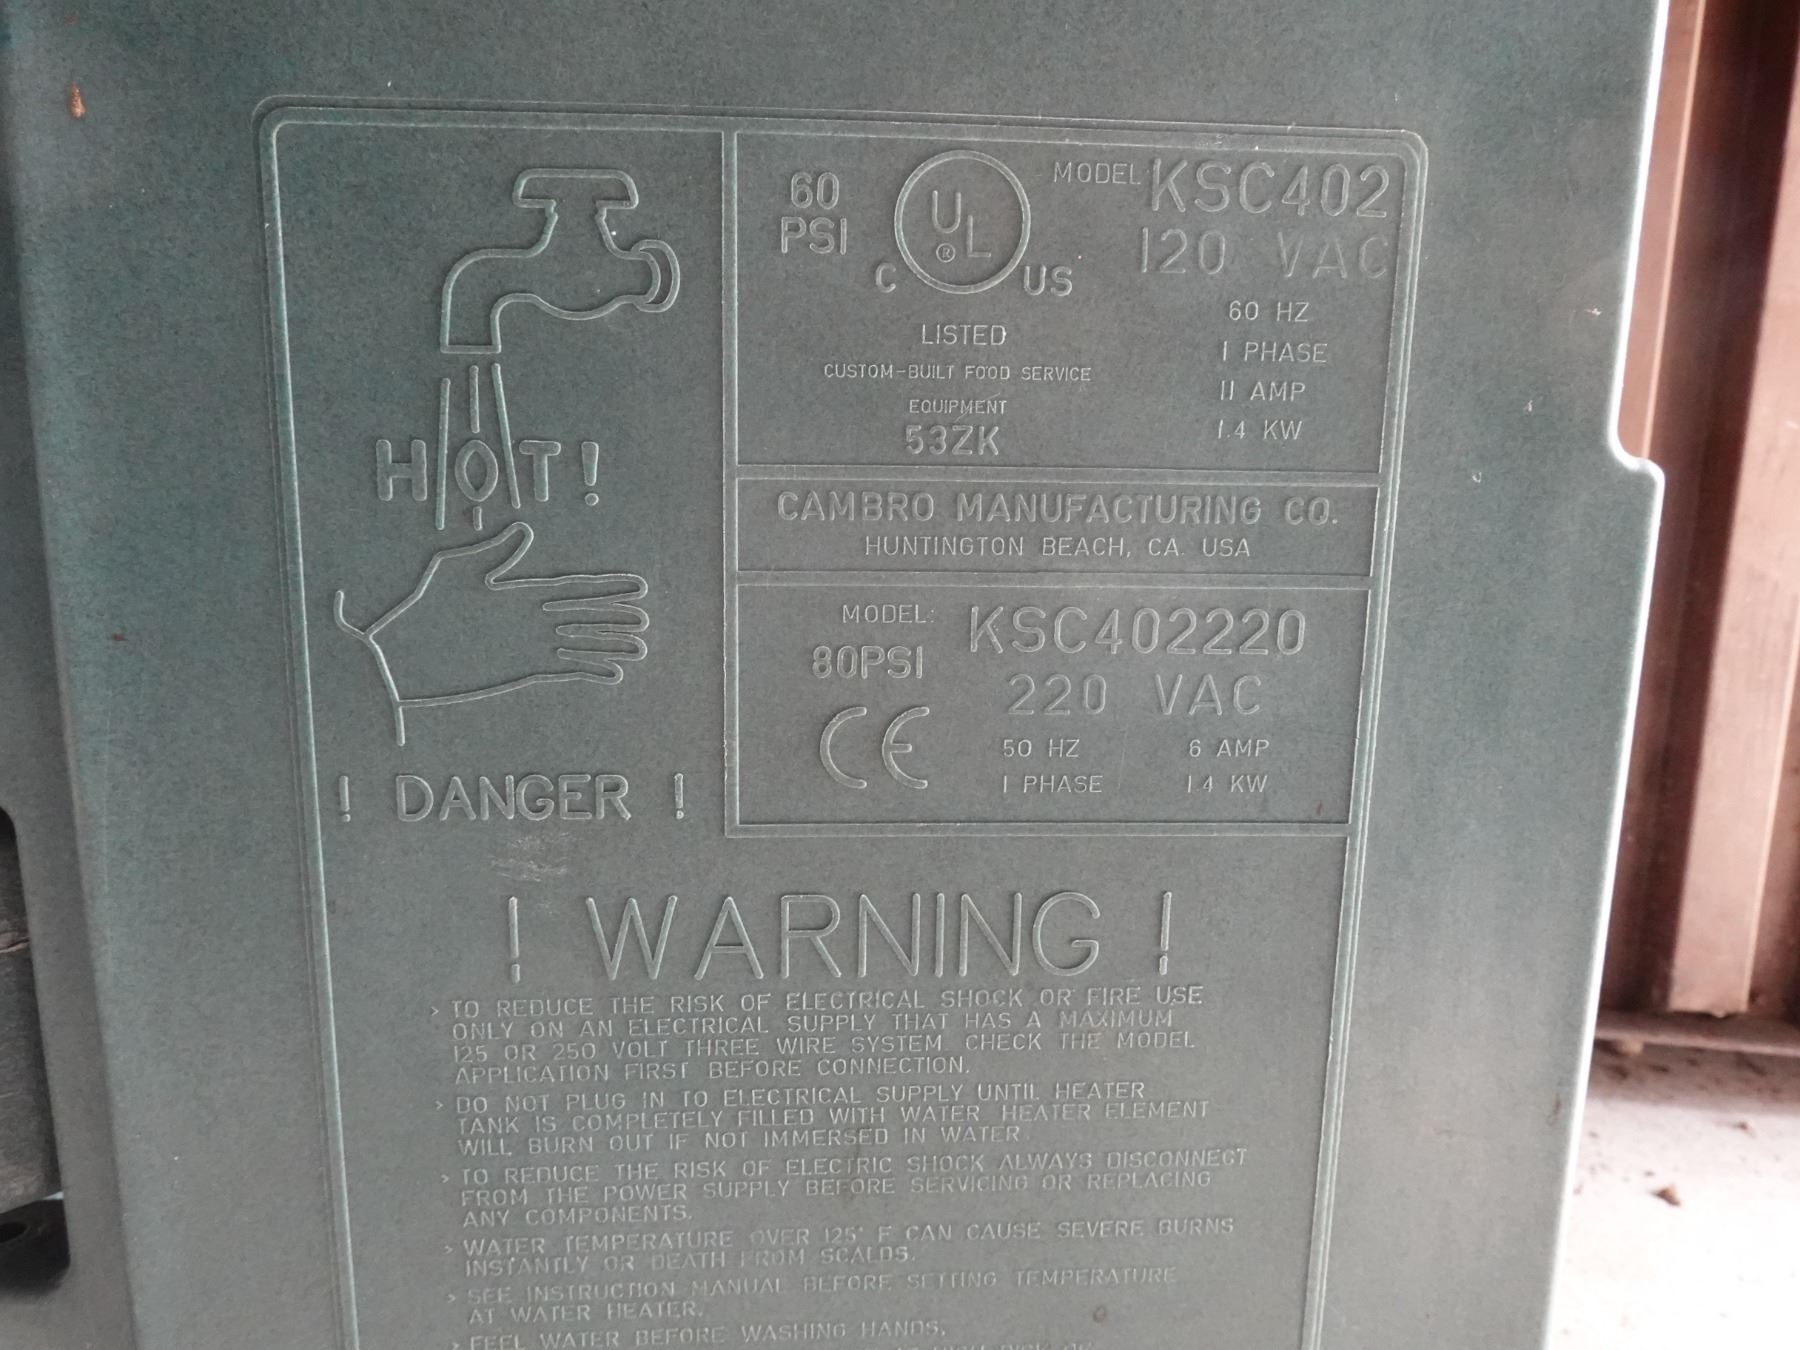 60
PSI
C UL ® US
MODEL: KSC402
120 VAC
LISTED
CUSTOM-BUILT FOOD SERVICE
EQUIPMENT
53ZK
60 HZ
1 PHASE
11 AMP
1.4 KW
HOT!
CAMBRO MANUFACTURING CO.
HUNTINGTON BEACH, CA. USA
MODEL: KSC402220
80PSI
220 VAC
CE
50 HZ 6 AMP
1 PHASE 1.4 KW
! DANGER !
! WARNING !
> TO REDUCE THE RISK OF ELECTRICAL SHOCK OR FIRE USE
ONLY ON AN ELECTRICAL SUPPLY THAT HAS A MAXIMUM
125 OR 250 VOLT THREE WIRE SYSTEM. CHECK THE MODEL
APPLICATION FIRST BEFORE CONNECTION.
> DO NOT PLUG IN TO ELECTRICAL SUPPLY UNTIL HEATER
TANK IS COMPLETELY FILLED WITH WATER. HEATER ELEMENT
WILL BURN OUT IF NOT IMMERSED IN WATER.
> TO REDUCE THE RISK OF ELECTRIC SHOCK ALWAYS DISCONNECT
FROM THE POWER SUPPLY BEFORE SERVICING OR REPLACING
ANY COMPONENTS.
> WATER TEMPERATURE OVER 125° F CAN CAUSE SEVERE BURNS
INSTANTLY OR DEATH FROM SCALDS.
> SEE INSTRUCTION MANUAL BEFORE SETTING TEMPERATURE
AT WATER HEATER.
> FEEL WATER BEFORE WASHING HANDS.